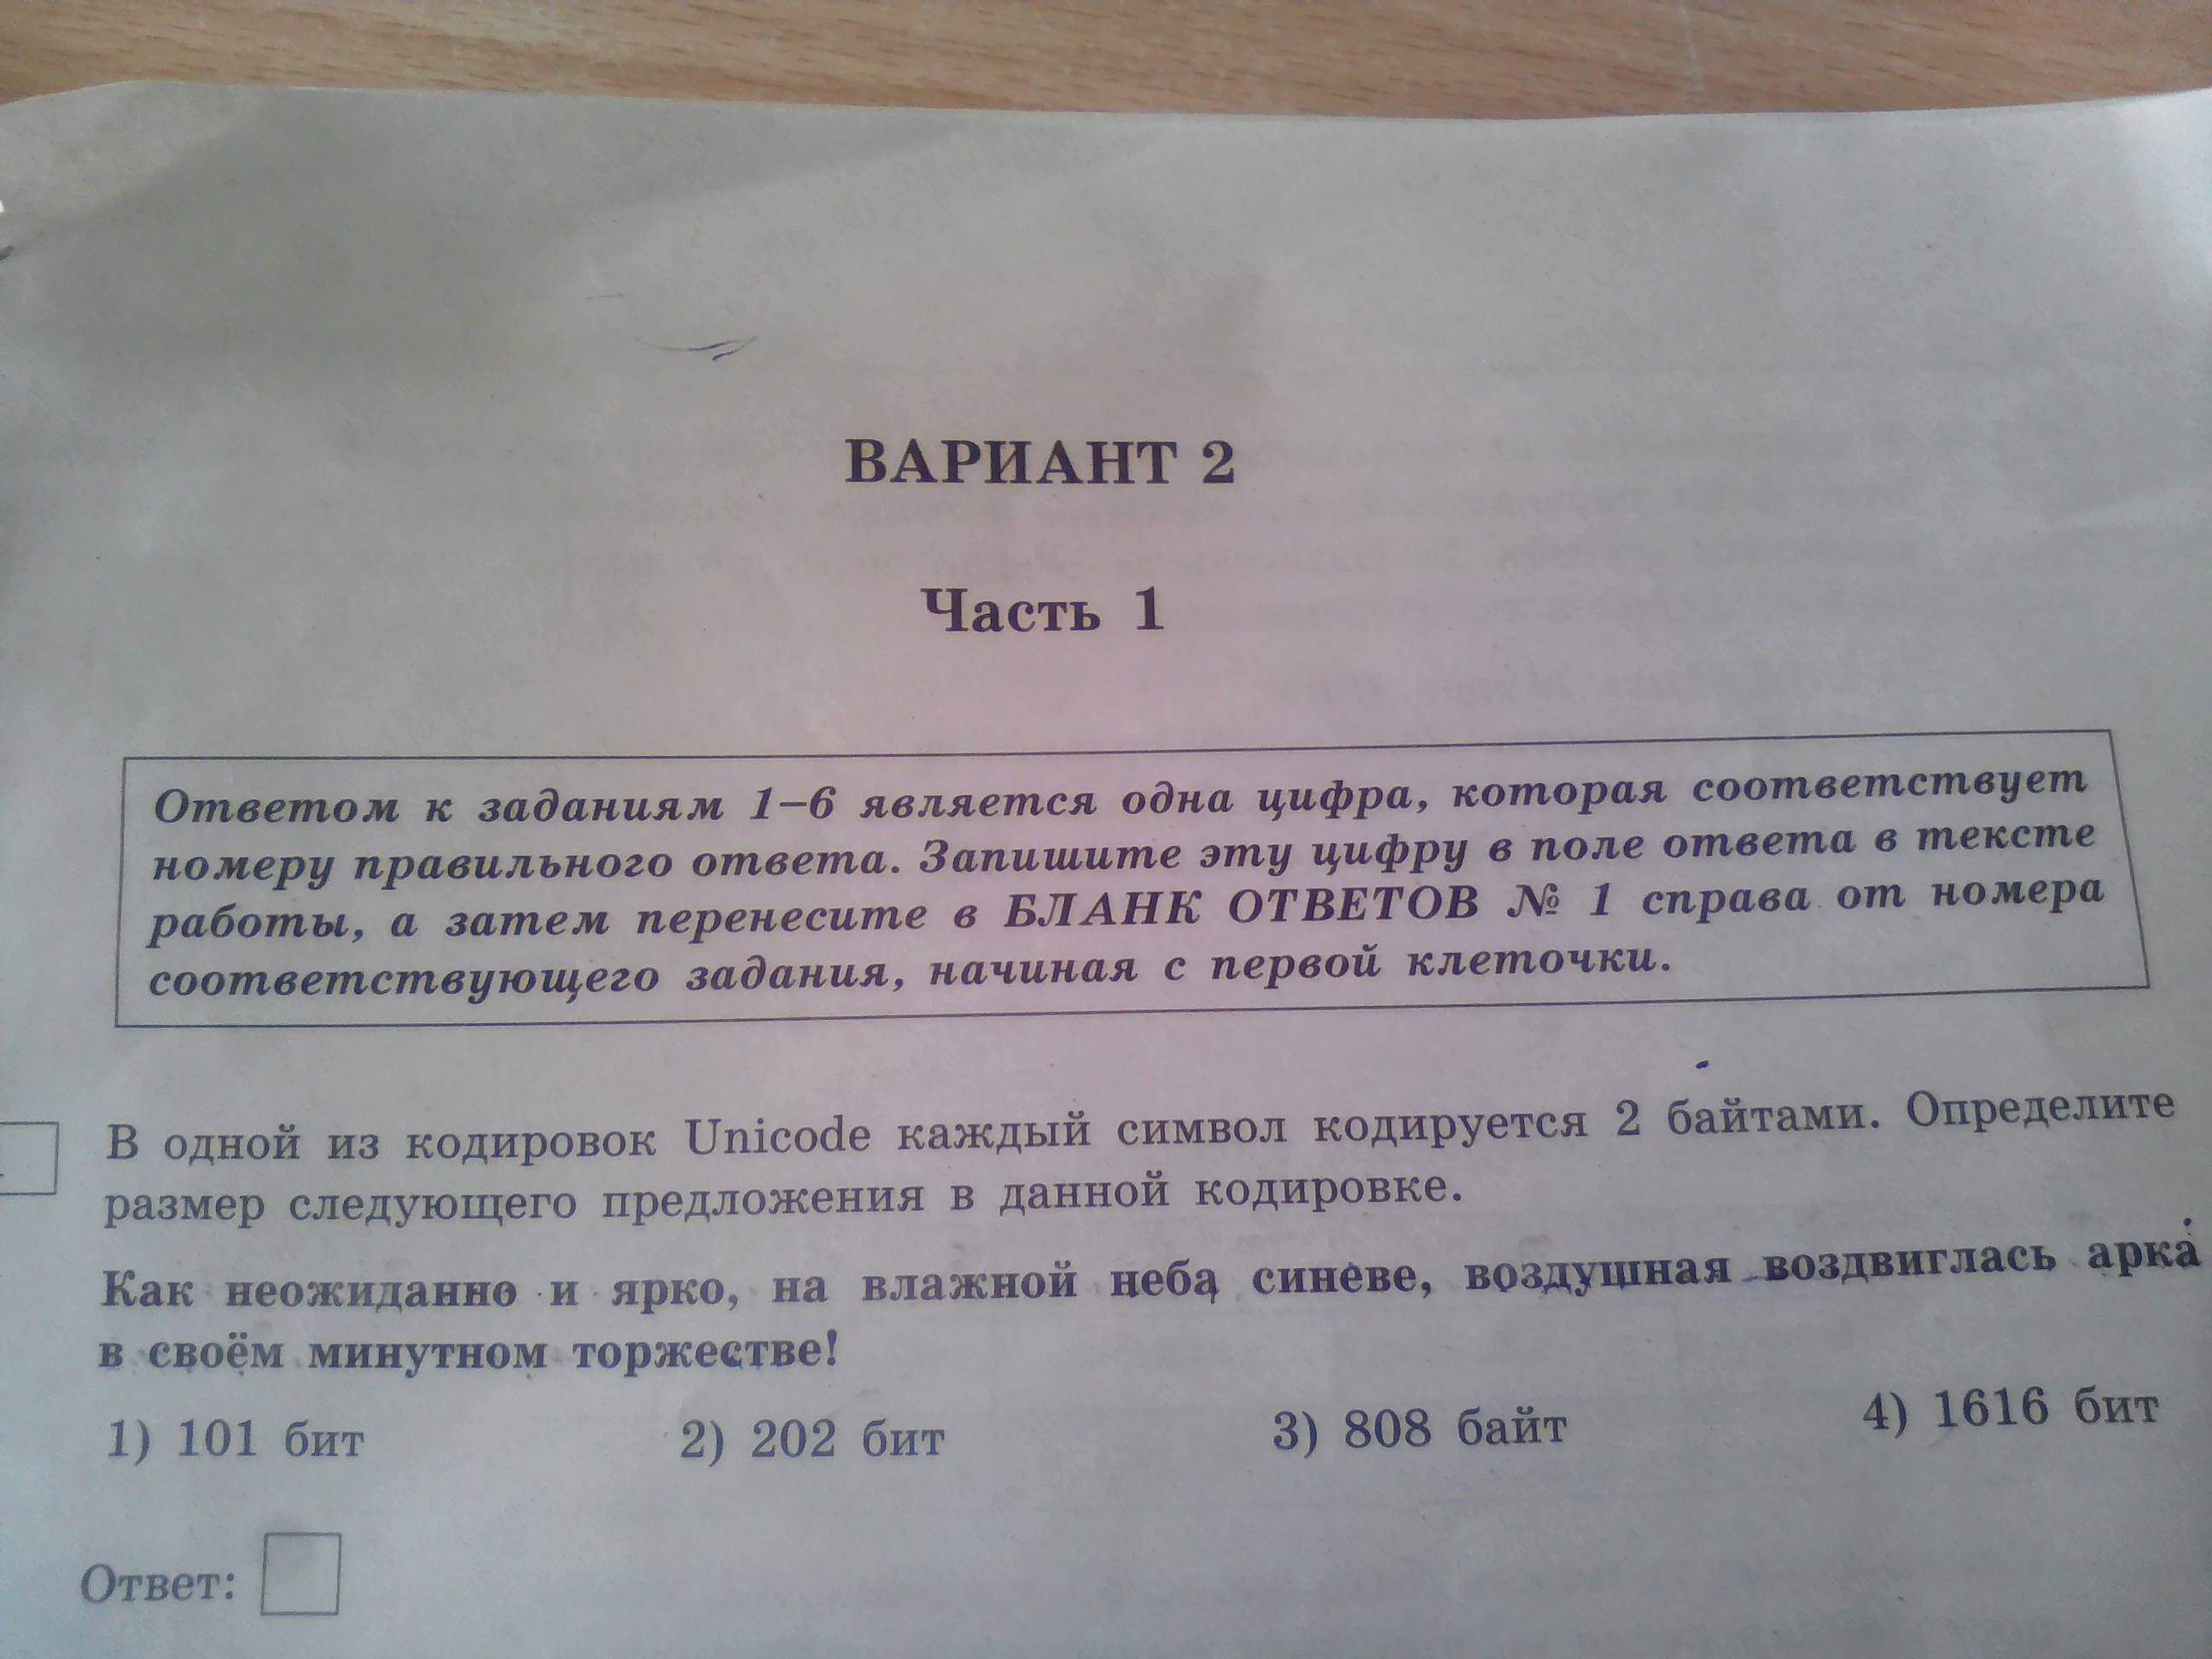 ВАРИАНТ 2
Часть 1
Ответом к заданиям 1–6 является одна цифра, которая соответствует
номеру правильного ответа. Запишите эту цифру в поле ответа в тексте
работы, а затем перенесите в БЛАНК ОТВЕТОВ № 1 справа от номера
соответствующего задания, начиная с первой клеточки.
В одной из кодировок Unicode каждый символ кодируется 2 байтами. Определите
размер следующего предложения в данной кодировке.
Как неожиданно и ярко, на влажной неба синеве, воздушная воздвиглась арка
в своём минутном торжестве!
1) 101 бит 2) 202 бит 3) 808 байт 4) 1616 бит
Ответ: